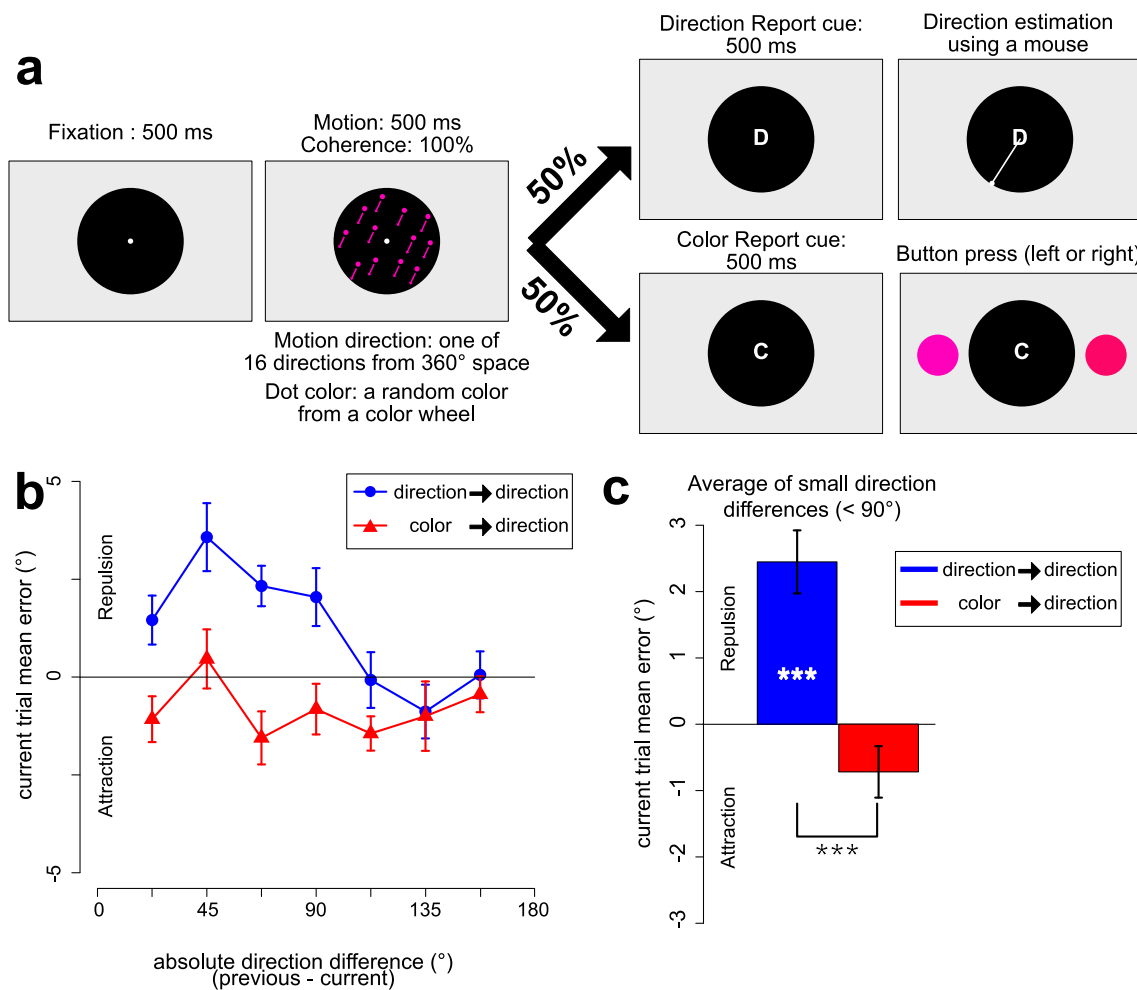 a
Fixation : 500 ms
Motion: 500 ms
Coherence: 100%
Motion direction: one of
16 directions from 360° space
Dot color: a random color
from a color wheel
50%
50%
Direction Report cue:
500 ms
D
Direction estimation
using a mouse
D
Color Report cue:
500 ms
C
Button press (left or right)
C
b
direction → direction
color → direction
5
0
-5
Repulsion
Attraction
current trial mean error (°)
0
45
90
135
180
absolute direction difference (°)
(previous - current)
c
Average of small direction
differences (< 90°)
direction → direction
color → direction
3
2
1
0
-1
-2
-3
Repulsion
Attraction
current trial mean error (°)
***
***